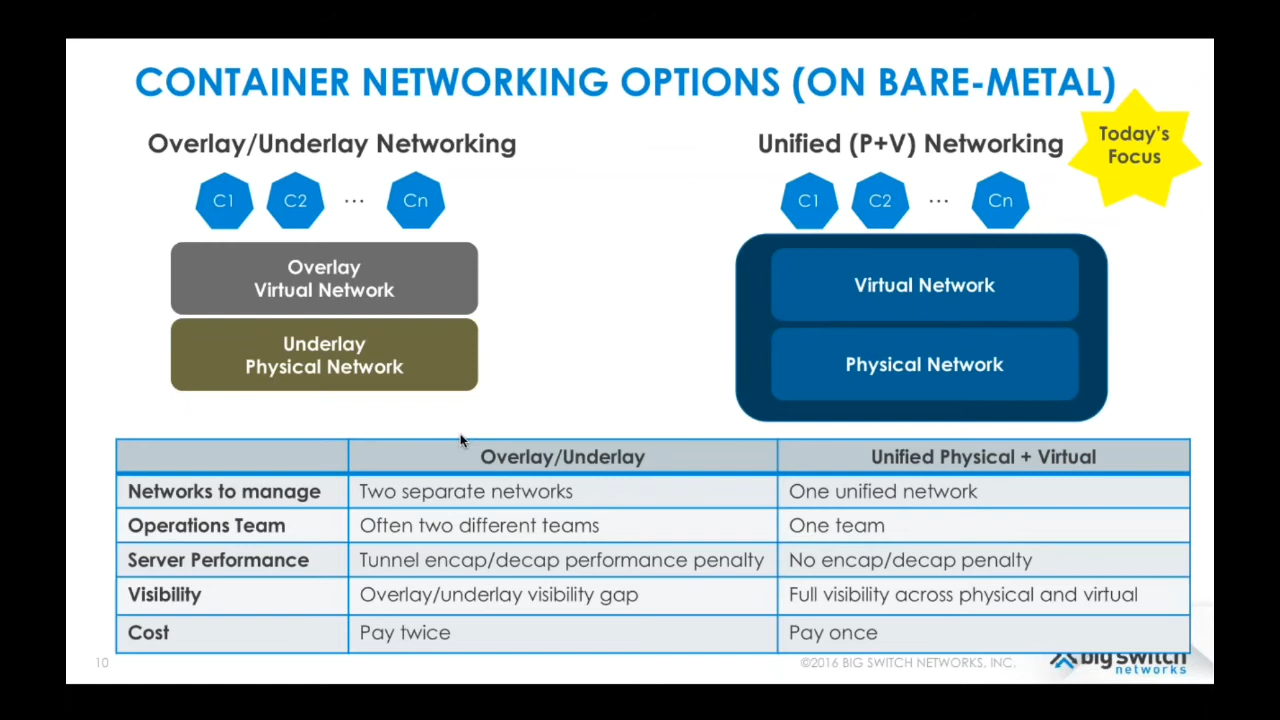 CONTAINER NETWORKING OPTIONS (ON BARE-METAL)
Today's
Focus
Overlay/Underlay Networking
C1 C2 ... Cn
Overlay
Virtual Network
Underlay
Physical Network
Unified (P+V) Networking
C1 C2 ... Cn
Virtual Network
Physical Network
Overlay/Underlay Unified Physical + Virtual
Networks to manage Two separate networks One unified network
Operations Team Often two different teams One team
Server Performance Tunnel encap/decap performance penalty No encap/decap penalty
Visibility Overlay/underlay visibility gap Full visibility across physical and virtual
Cost Pay twice Pay once
10
©2016 BIG SWITCH NETWORKS, INC.
big switch
networks